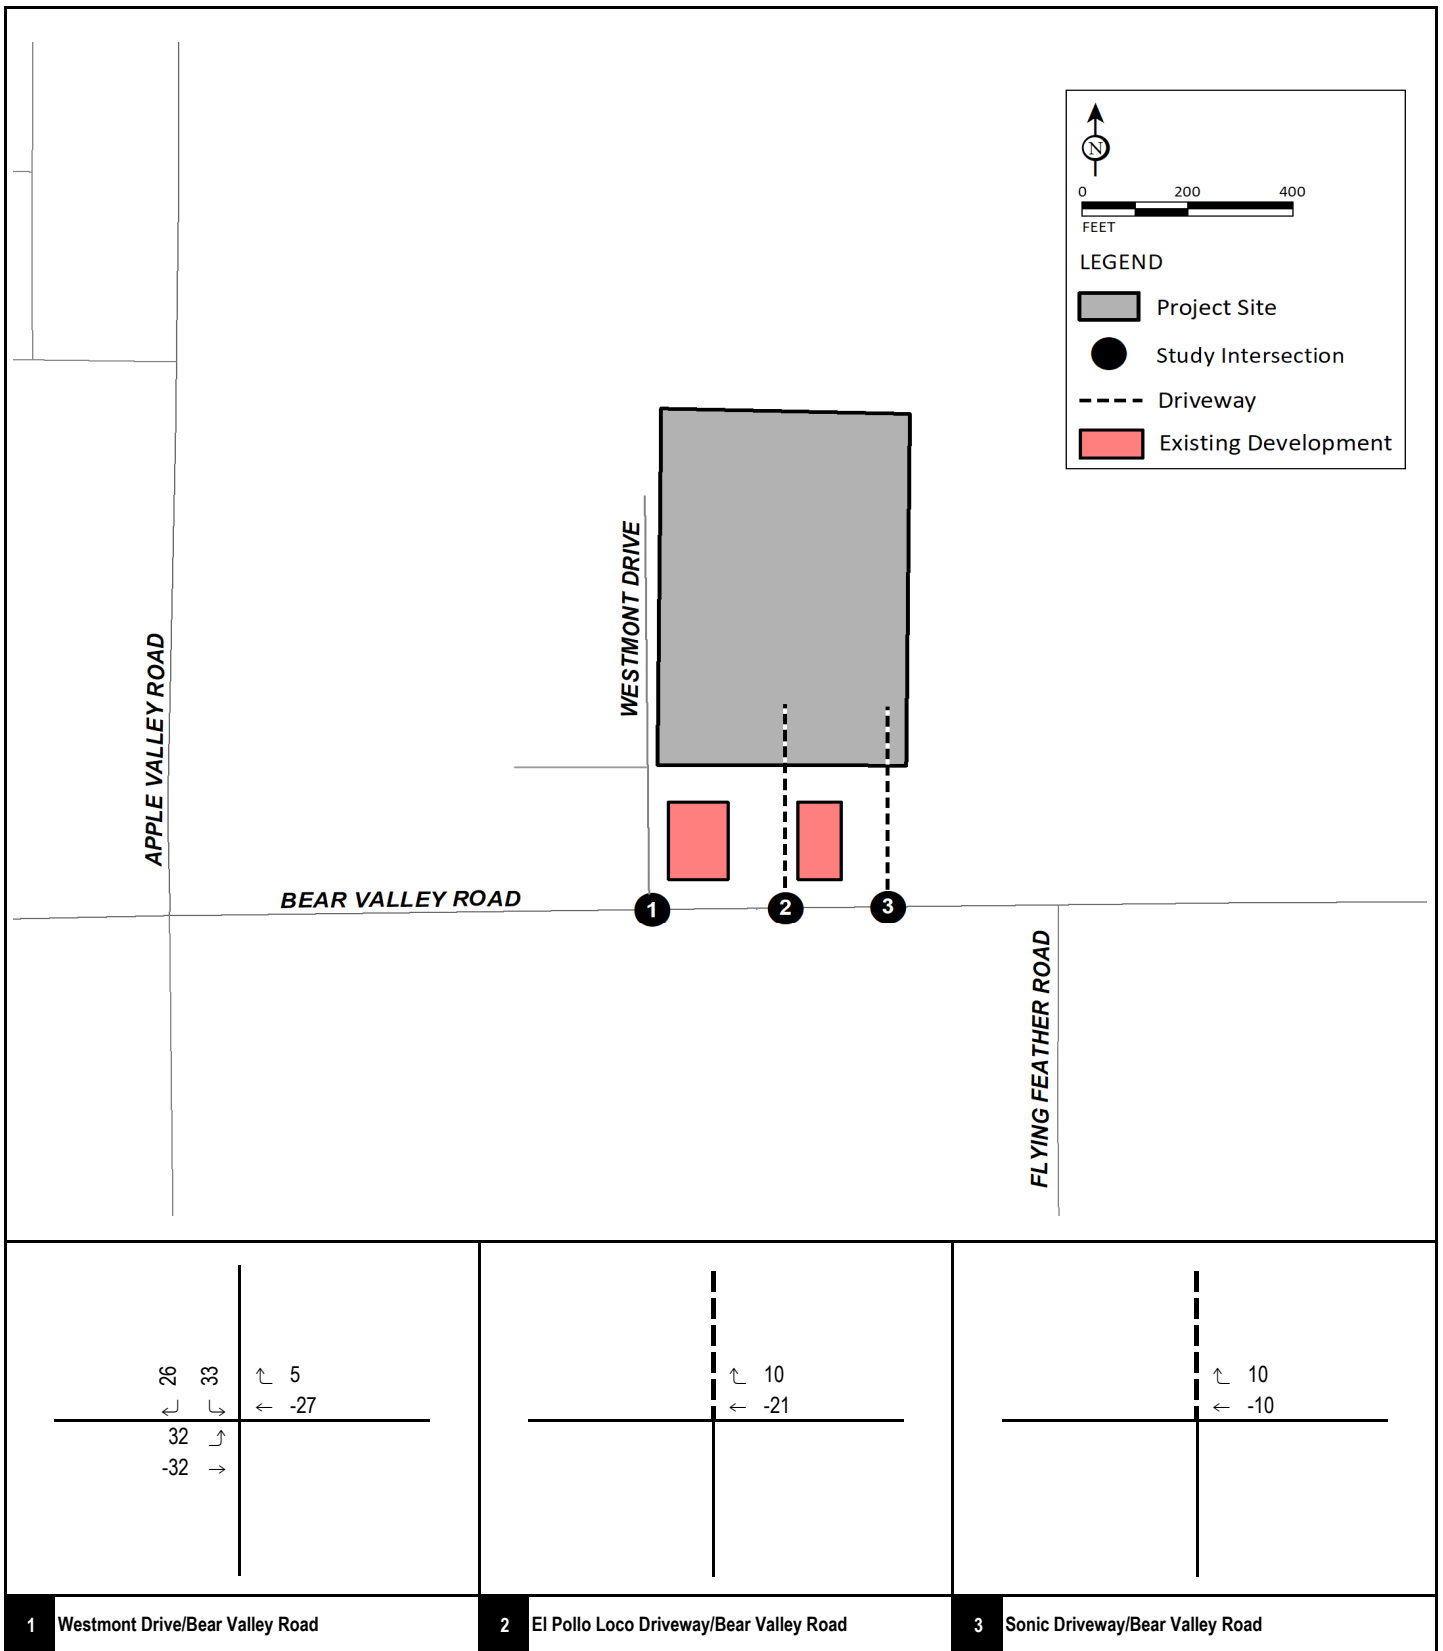 N
0 200 400
FEET
LEGEND
Project Site
Study Intersection
Driveway
Existing Development
WESTMONT DRIVE
APPLE VALLEY ROAD
BEAR VALLEY ROAD
1 2 3
FLYING FEATHER ROAD
26 33 5
-27
32
-32
10
-21
10
-10
1 Westmont Drive/Bear Valley Road
2 El Pollo Loco Driveway/Bear Valley Road
3 Sonic Driveway/Bear Valley Road